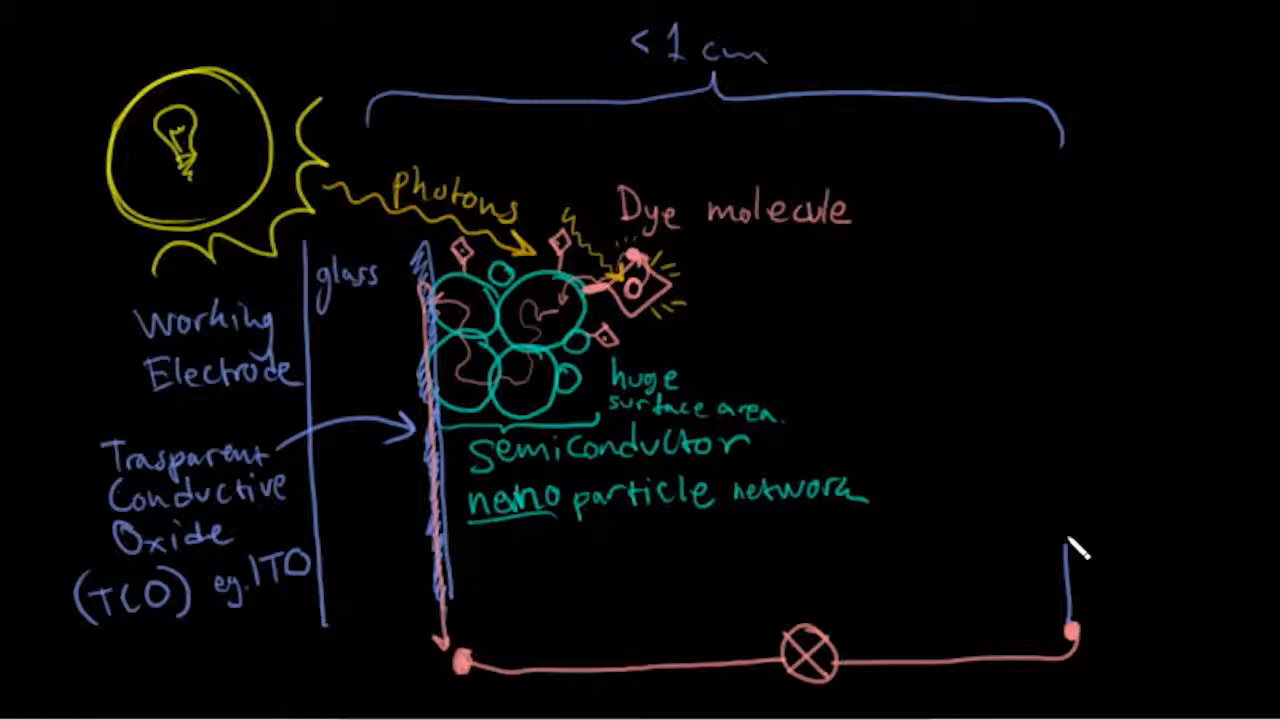 < 1 cm
photons
Dye molecule
glass
Working
Electrode
huge
surface area.
Semiconductor
nano particle network
Trasparent
Conductive
Oxide
(TCO) eg. ITO